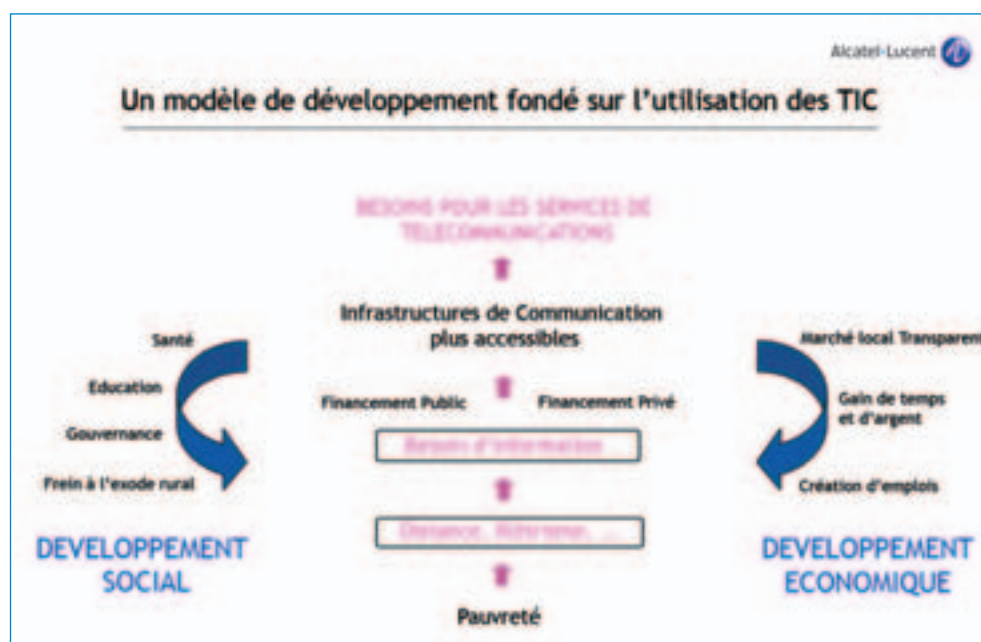 Alcatel-Lucent
Un modèle de développement fondé sur l'utilisation des TIC
BESOINS POUR LES SERVICES DE
TELECOMMUNICATIONS
Infrastructures de Communication
plus accessibles
Financement Public
Financement Privé
Besoin d'information
Distance,
Pauvreté
Santé
Education
Gouvernance
Frein à l'exode rural
DEVELOPPEMENT
SOCIAL
Marché local Transparent
Gain de temps
et d'argent
Création d'emplois
DEVELOPPEMENT
ECONOMIQUE